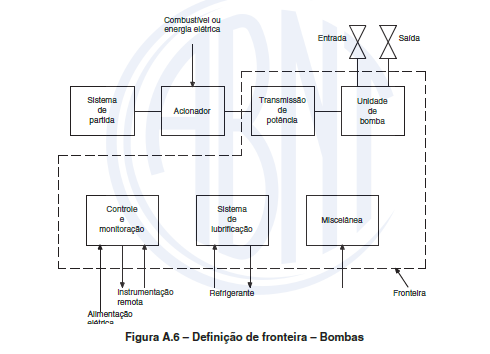 Combustível ou
energia elétrica
Entrada
Saída
Sistema
de
partida
Acionador
Transmissão
de
potência
Unidade
de
bomba
Controle
e
monitoração
Sistema
de
lubrificação
Miscelânea
Instrumentação
remota
Refrigerante
Fronteira
Alimentação
elétrica
Figura A.6 – Definição de fronteira – Bombas
ABNT